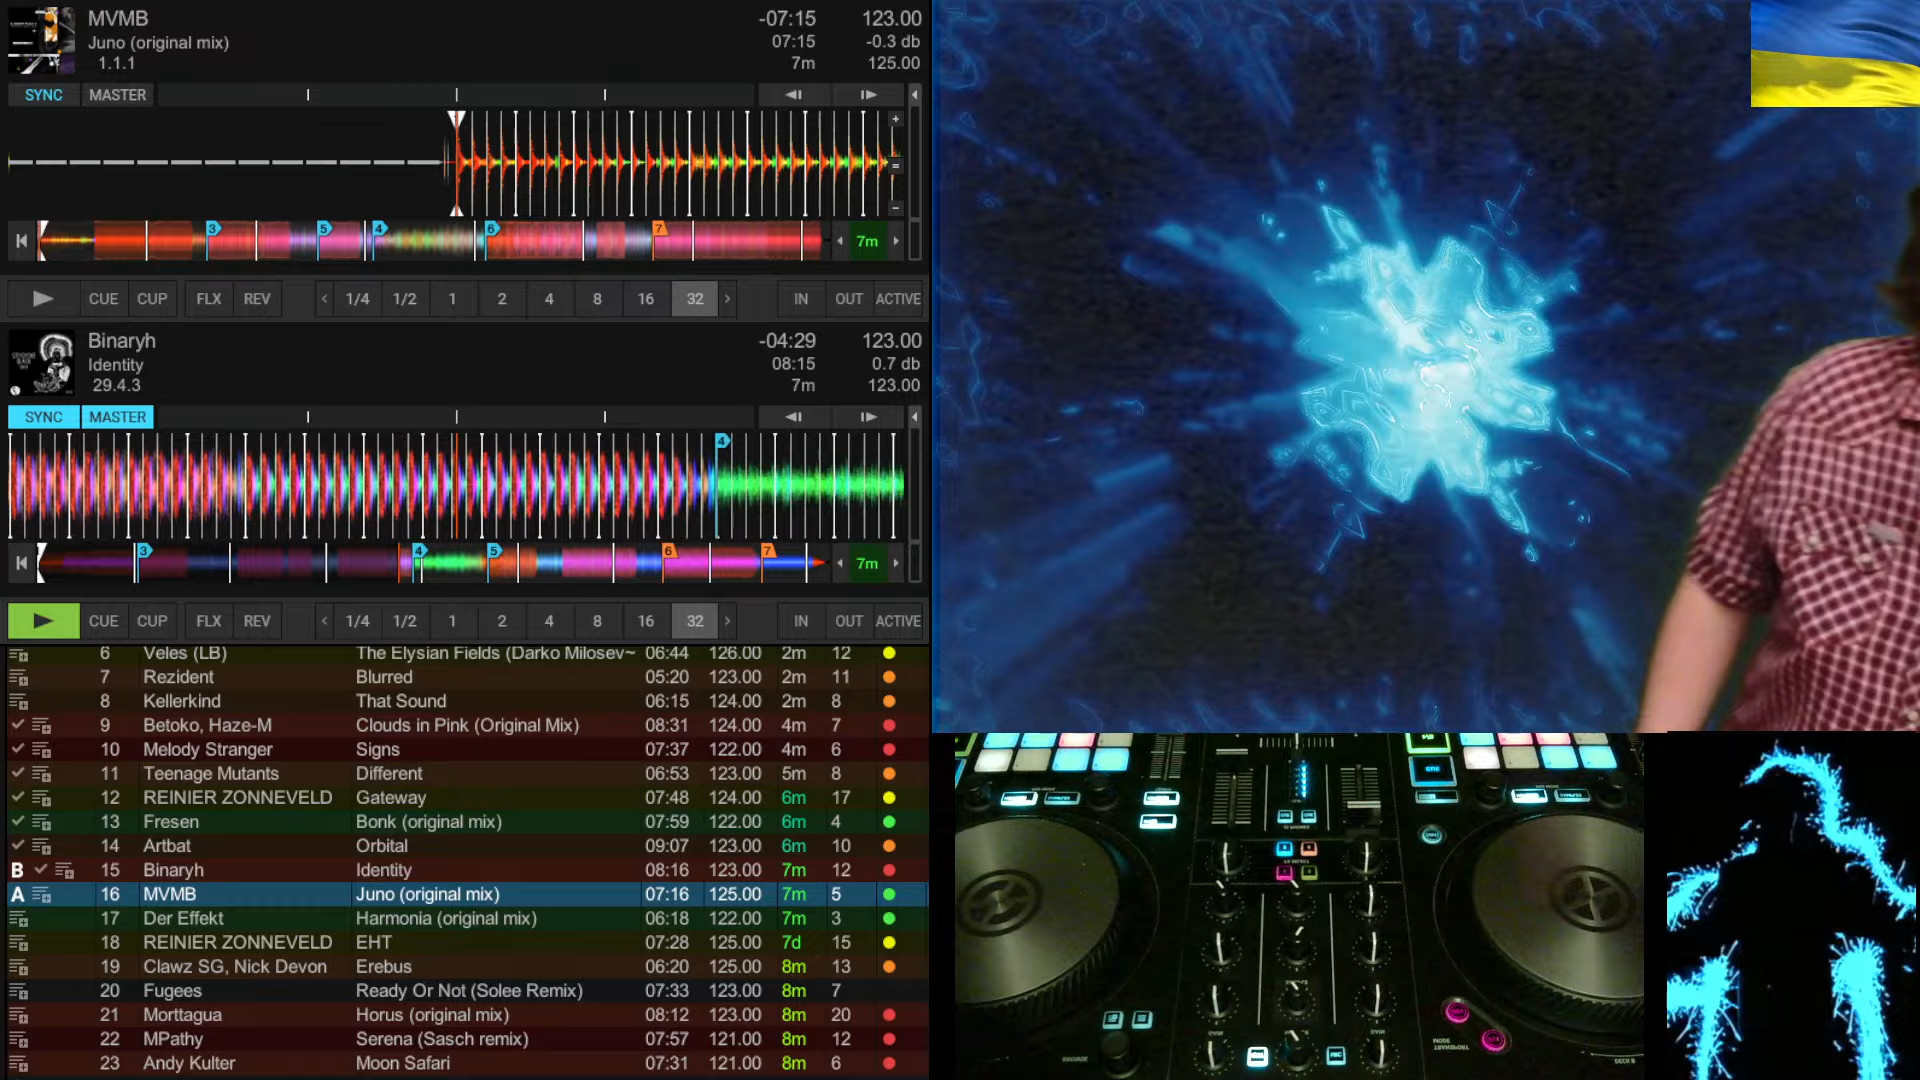 MVMB -07:15 123.00
Juno (original mix) 07:15 -0.3 db
1.1.1 7m 125.00
SYNC MASTER
3 5 4 6 7 7m
CUE CUP FLX REV 1/4 1/2 1 2 4 8 16 32 IN OUT ACTIVE
Binaryh -04:29 123.00
Identity 08:15 0.7 db
29.4.3 7m 123.00
SYNC MASTER
4
3 4 5 6 7 7m
CUE CUP FLX REV 1/4 1/2 1 2 4 8 16 32 IN OUT ACTIVE
6 Veles (LB) The Elysian Fields (Darko Milosev~ 06:44 126.00 2m 12
7 Rezident Blurred 05:20 123.00 2m 11
8 Kellerkind That Sound 06:15 124.00 2m 8
9 Betoko, Haze-M Clouds in Pink (Original Mix) 08:31 124.00 4m 7
10 Melody Stranger Signs 07:37 122.00 4m 6
11 Teenage Mutants Different 06:53 123.00 5m 8
12 REINIER ZONNEVELD Gateway 07:48 124.00 6m 17
13 Fresen Bonk (original mix) 07:59 122.00 6m 4
14 Artbat Orbital 09:07 123.00 6m 10
B 15 Binaryh Identity 08:16 123.00 7m 12
A 16 MVMB Juno (original mix) 07:16 125.00 7m 5
17 Der Effekt Harmonia (original mix) 06:18 122.00 7m 3
18 REINIER ZONNEVELD EHT 07:28 125.00 7d 15
19 Clawz SG, Nick Devon Erebus 06:20 125.00 8m 13
20 Fugees Ready Or Not (Solee Remix) 07:33 123.00 8m 7
21 Morttagua Horus (original mix) 08:12 123.00 8m 20
22 MPathy Serena (Sasch remix) 07:57 121.00 8m 12
23 Andy Kulter Moon Safari 07:31 121.00 8m 6